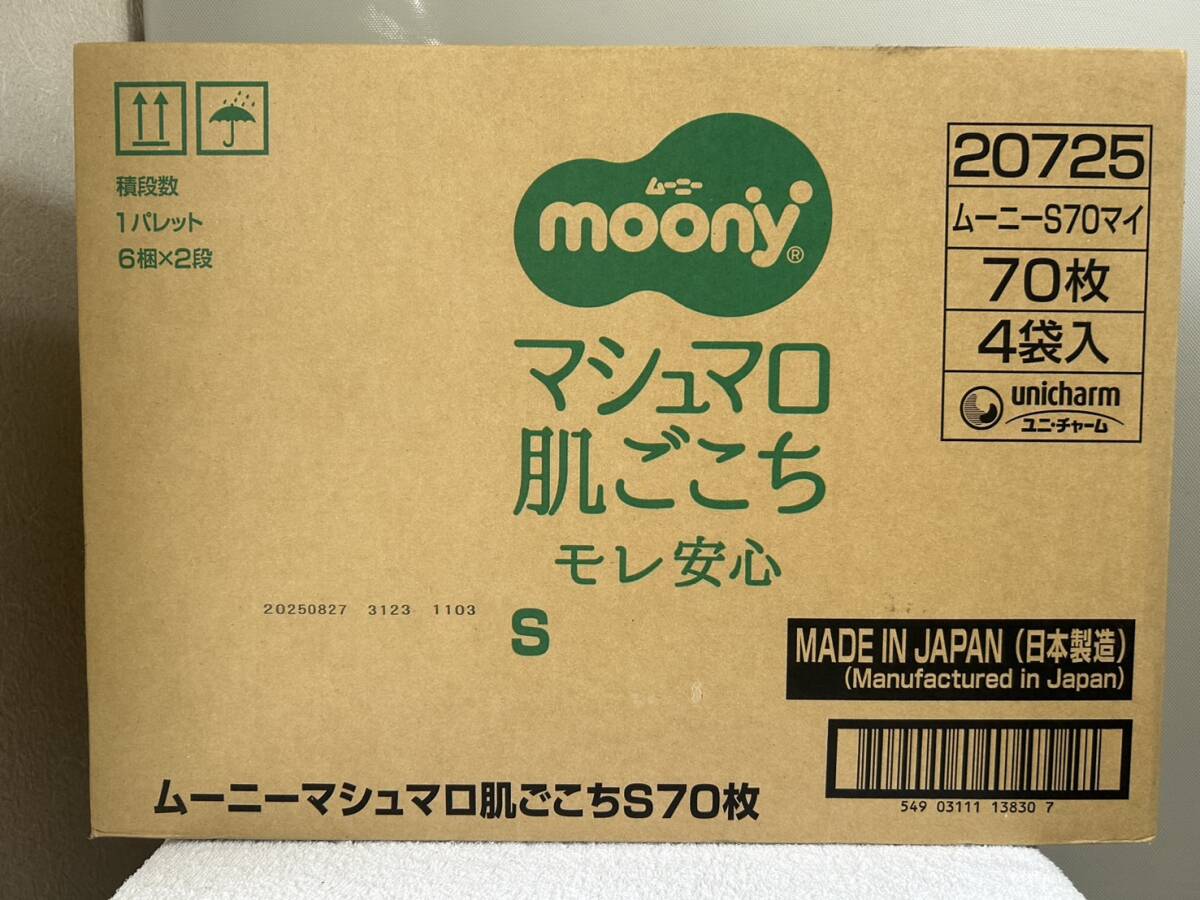 積段数
1パレット
6梱×2段
ムーニー
moony®
マシュマロ
肌ごこち
モレ安心
S
20250827 3123 1103
20725
ムーニーS70マイ
70枚
4袋入
unicharm
ユニ・チャーム
MADE IN JAPAN（日本製造）
(Manufactured in Japan)
549 03111 13830 7
ムーニーマシュマロ肌ごこちS70枚